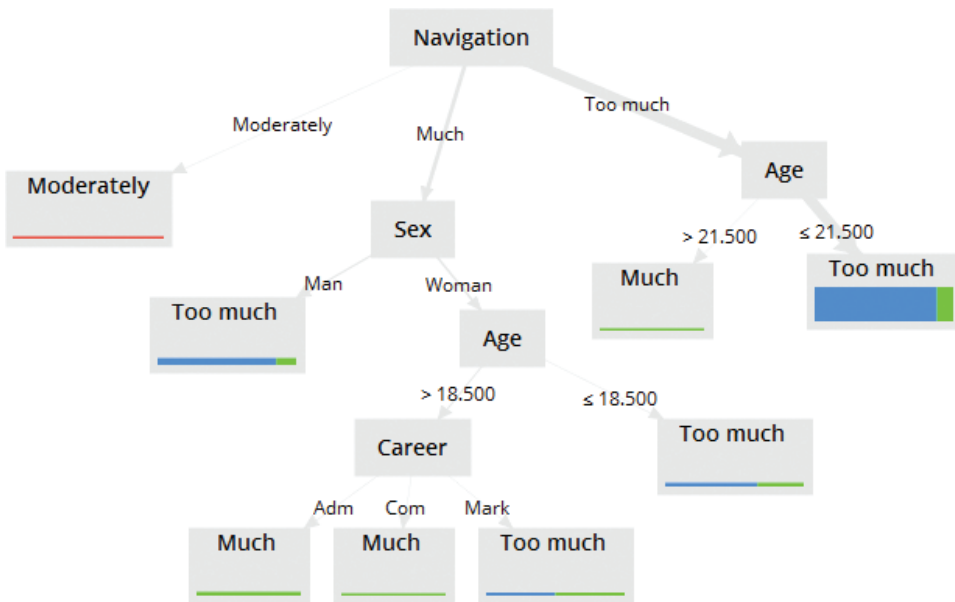 Navigation
Too much
Moderately
Much
Age
Moderately
Sex
> 21.500
≤ 21.500
Man
Woman
Much
Too much
Too much
Age
> 18.500
≤ 18.500
Career
Too much
Adm
Com
Mark
Much
Much
Too much